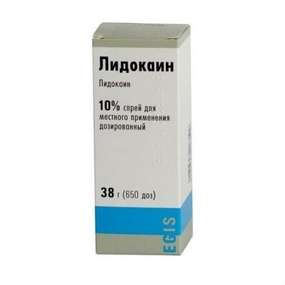 Лидокаин
Лидокаин
10% спрей для
местного применения
дозированный
38 г (650 доз)
EGIS